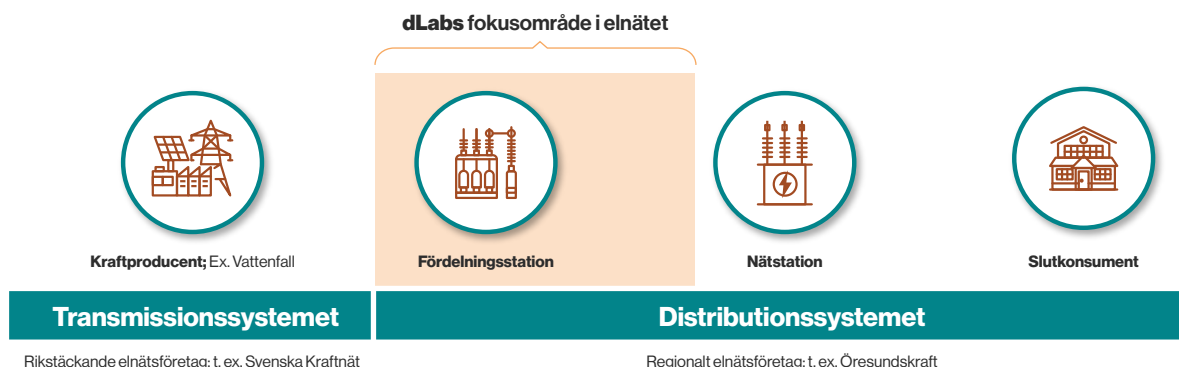 dLabs fokusområde i elnätet
Kraftproducent; Ex. Vattenfall
Fördelningsstation
Nätstation
Slutkonsument
Transmissionssystemet
Distributionssystemet
Rikstäckande elnätsföretag: t. ex. Svenska Kraftnät
Regionalt elnätsföretag: t. ex. Öresundskraft